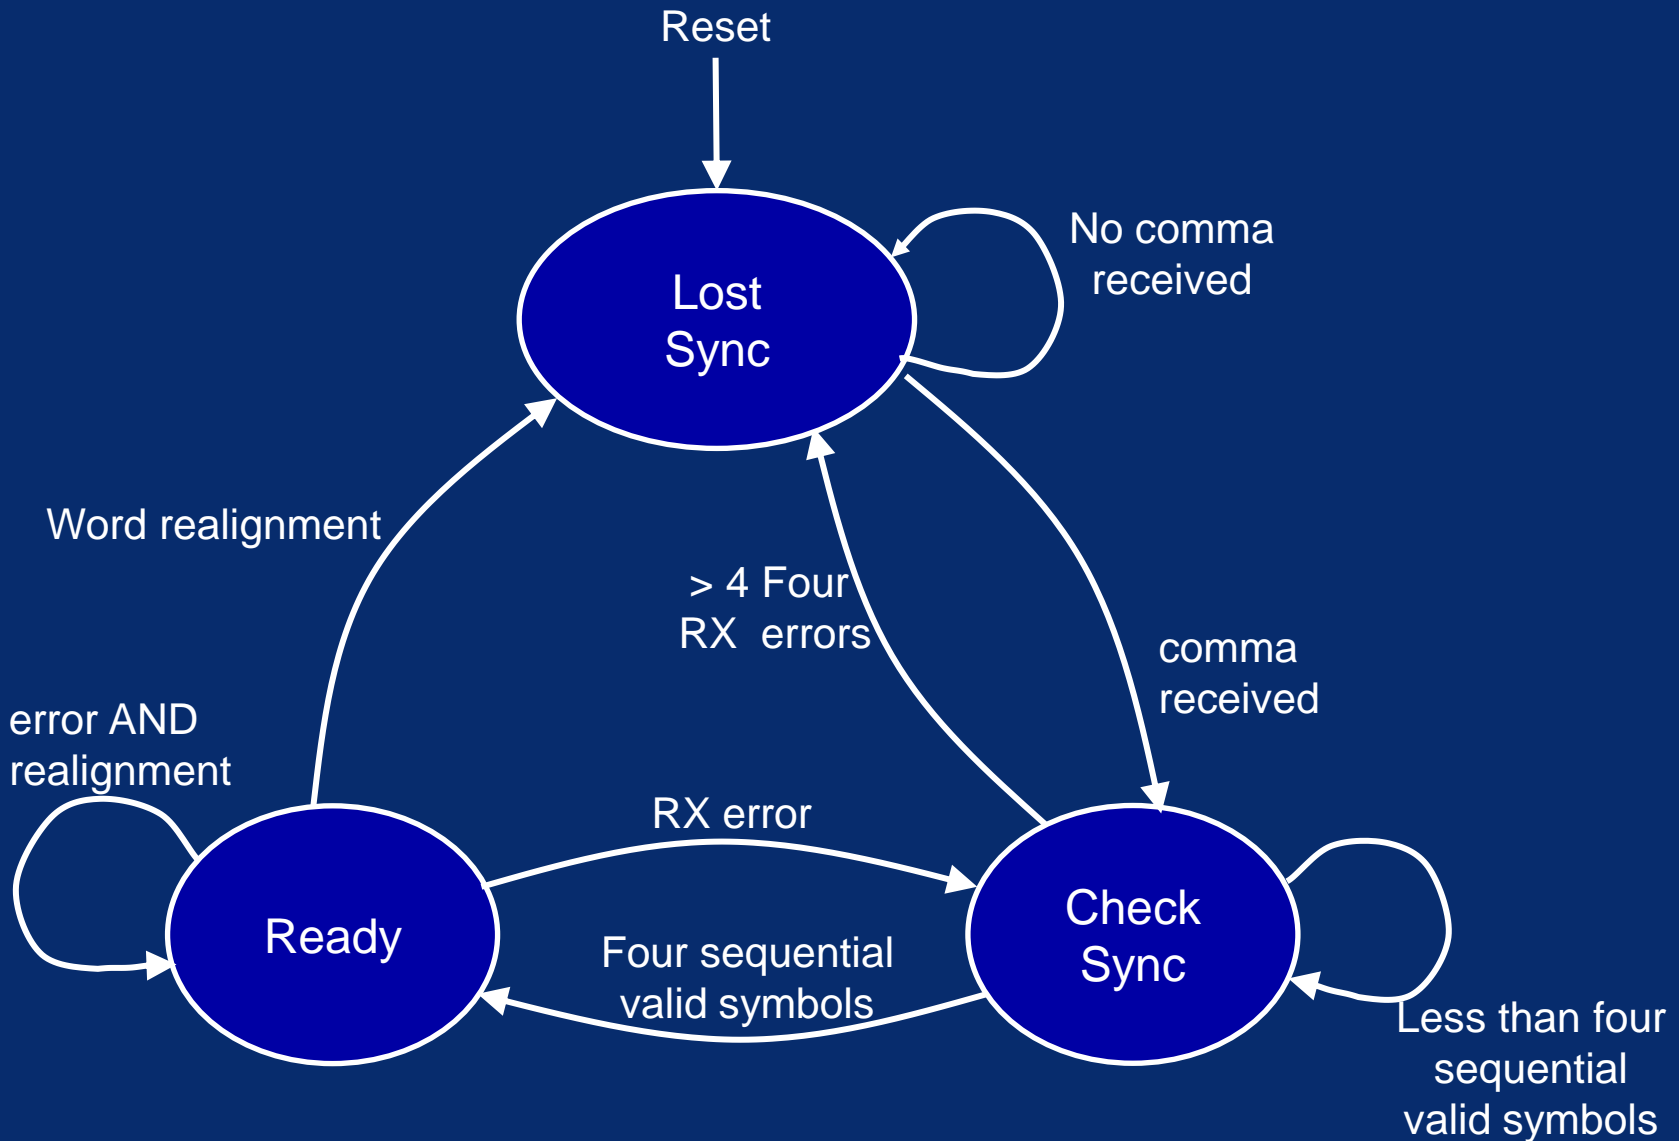 Reset
No comma
received
Lost
Sync
Word realignment
> 4 Four
RX errors
comma
received
error AND
realignment
RX error
Ready
Four sequential
valid symbols
Check
Sync
Less than four
sequential
valid symbols